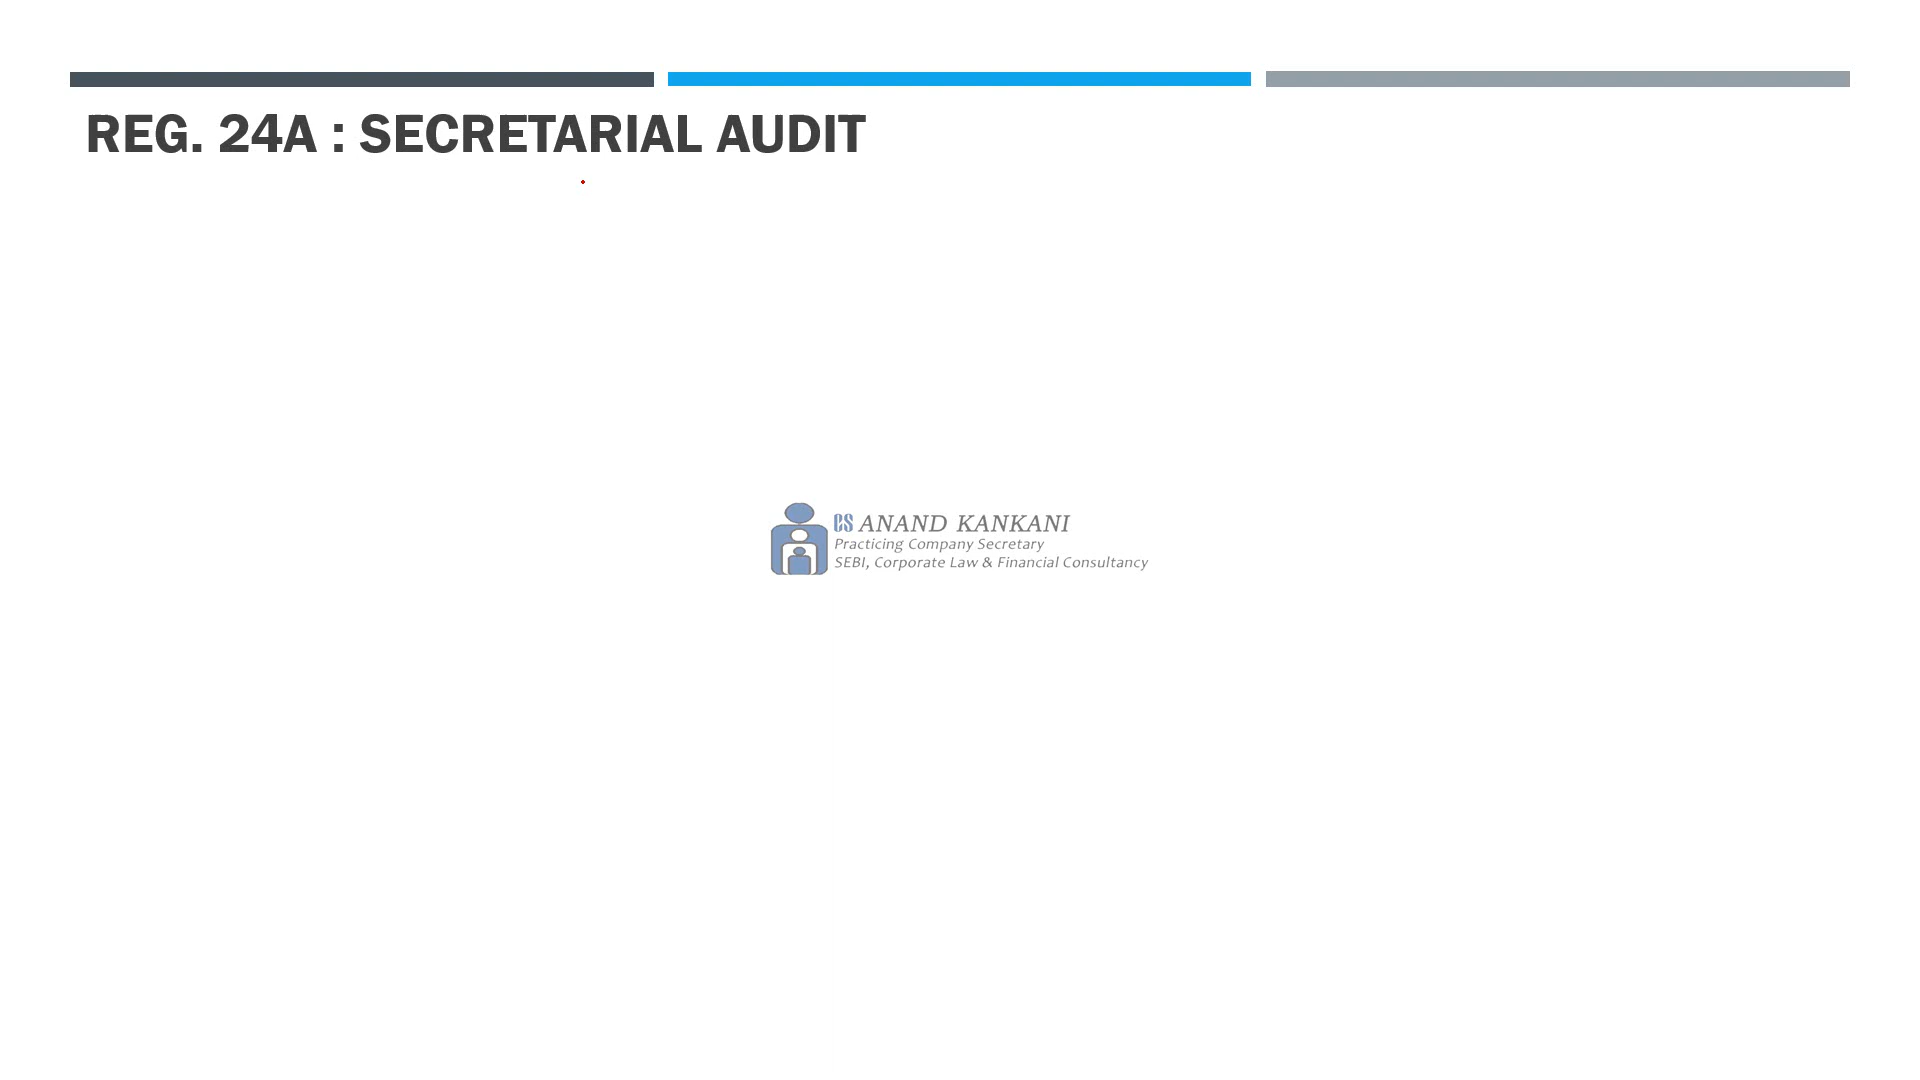 REG. 24A : SECRETARIAL AUDIT
CS ANAND KANKANI
Practicing Company Secretary
SEBI, Corporate Law & Financial Consultancy